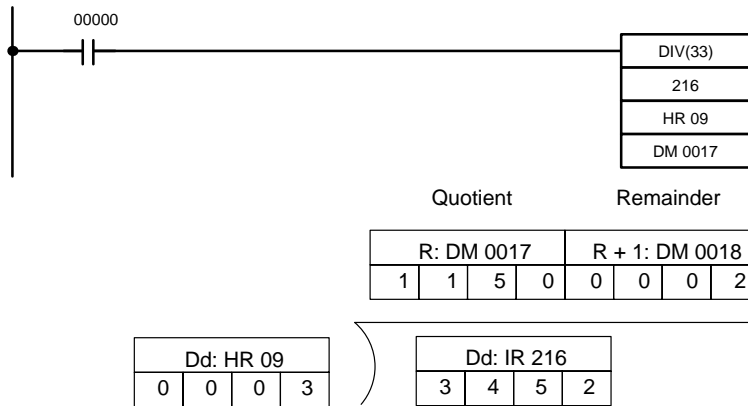 00000
DIV(33)
216
HR 09
DM 0017
Quotient Remainder
R: DM 0017 R + 1: DM 0018
1 1 5 0 0 0 0 2
Dd: HR 09 Dd: IR 216
0 0 0 3 3 4 5 2